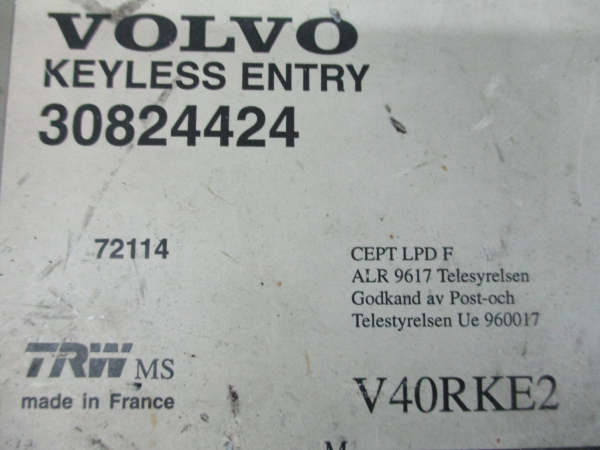 VOLVO
KEYLESS ENTRY
30824424
72114
CEPT LPD F
ALR 9617 Telesyrelsen
Godkand av Post-och
Telestyrelsen Ue 960017
TRW MS
made in France
V40RKE2
M